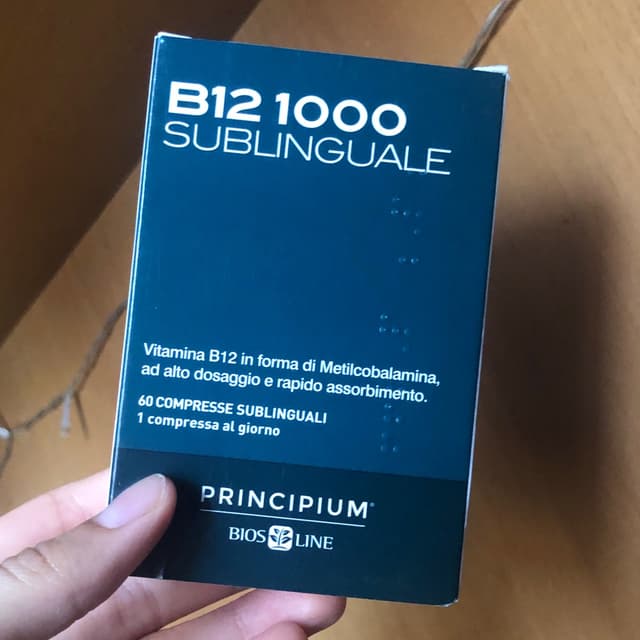 B12 1000
SUBLINGUALE
Vitamina B12 in forma di Metilcobalamina,
ad alto dosaggio e rapido assorbimento.
60 COMPRESSE SUBLINGUALI
1 compressa al giorno
PRINCIPIUM®
BIOS LINE